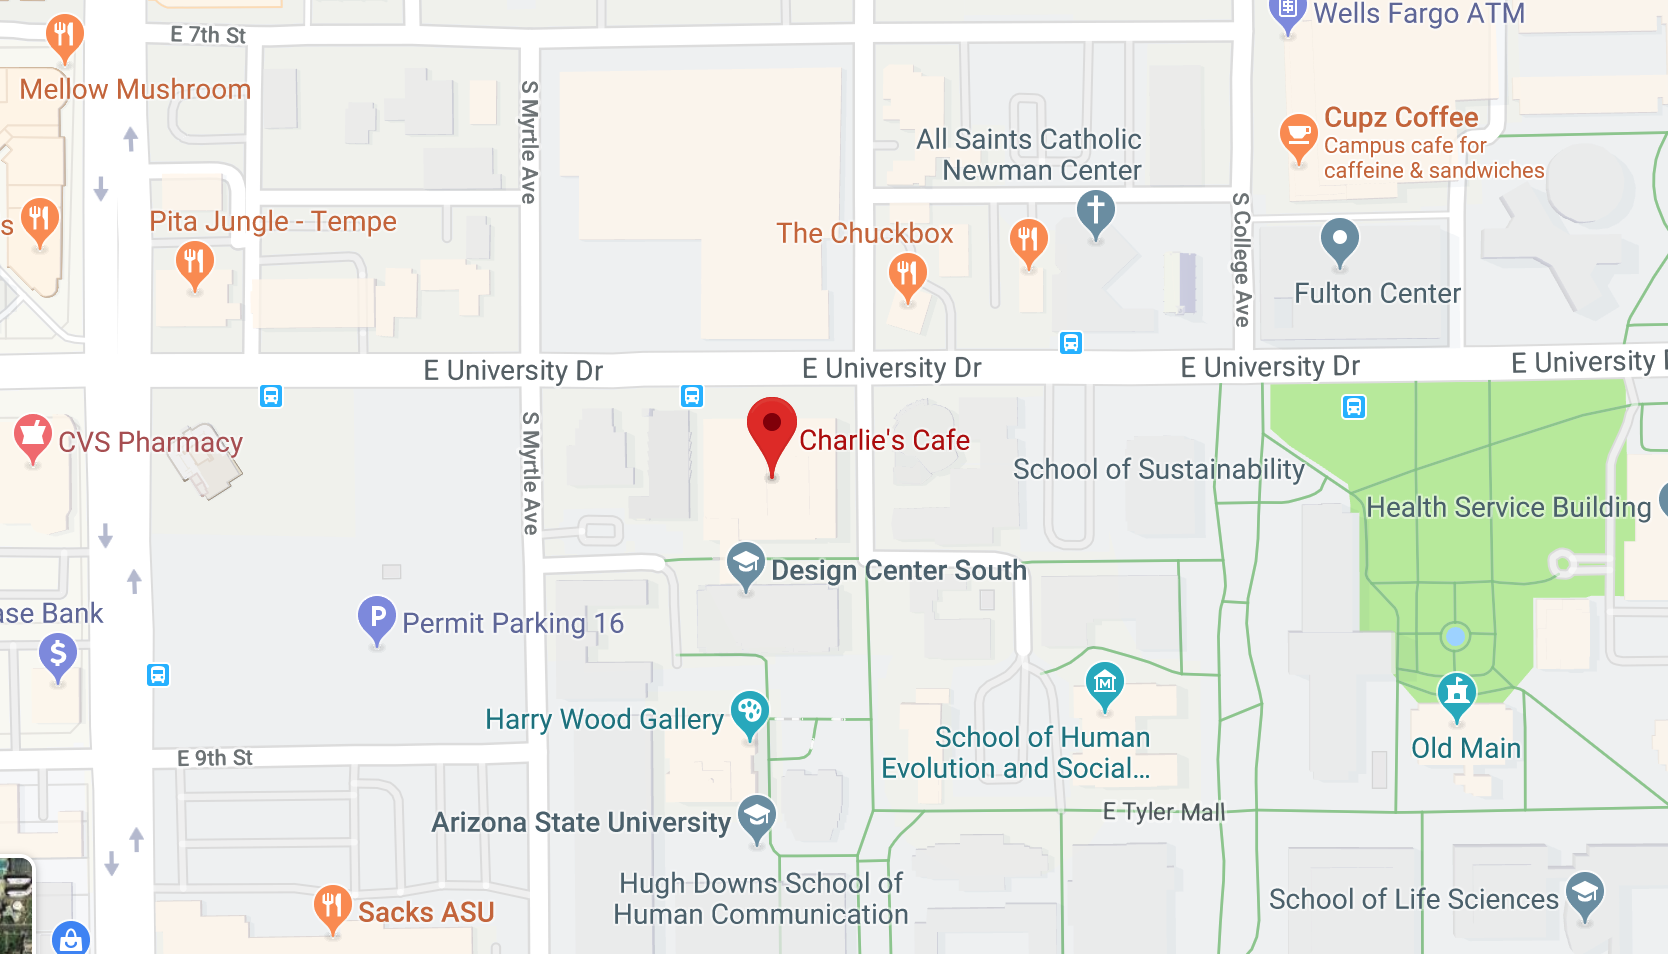 Wells Fargo ATM
E 7th St
Mellow Mushroom
S Myrtle Ave
Cupz Coffee
Campus cafe for
caffeine & sandwiches
All Saints Catholic
Newman Center
S College Ave
s
Pita Jungle - Tempe
The Chuckbox
Fulton Center
E University Dr
E University Dr
E University Dr
E University
CVS Pharmacy
S Myrtle Ave
Charlie's Cafe
School of Sustainability
Health Service Building
Design Center South
ase Bank
P
Permit Parking 16
$
M
Harry Wood Gallery
School of Human
Evolution and Social...
Old Main
E 9th St
Arizona State University
E Tyler Mall
Hugh Downs School of
Human Communication
School of Life Sciences
Sacks ASU